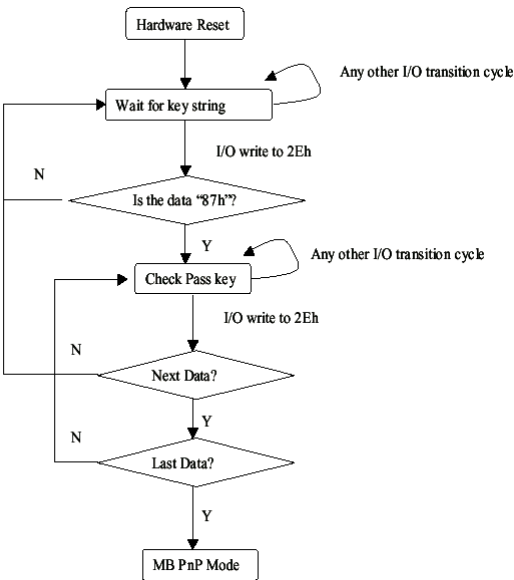 Hardware Reset
Any other I/O transition cycle
Wait for key string
I/O write to 2Eh
N
Is the data “87h”?
Y
Any other I/O transition cycle
Check Pass key
I/O write to 2Eh
N
Next Data?
Y
N
Last Data?
Y
MB PnP Mode